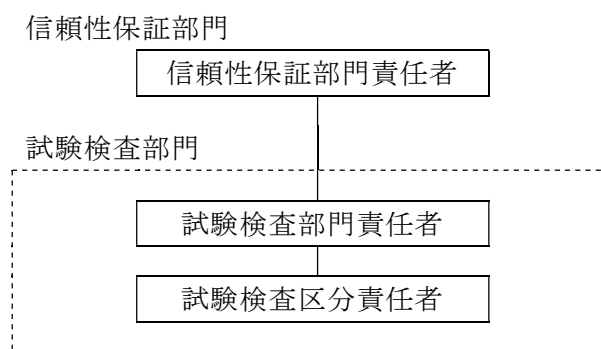 信頼性保証部門
信頼性保証部門責任者
試験検査部門
試験検査部門責任者
試験検査区分責任者